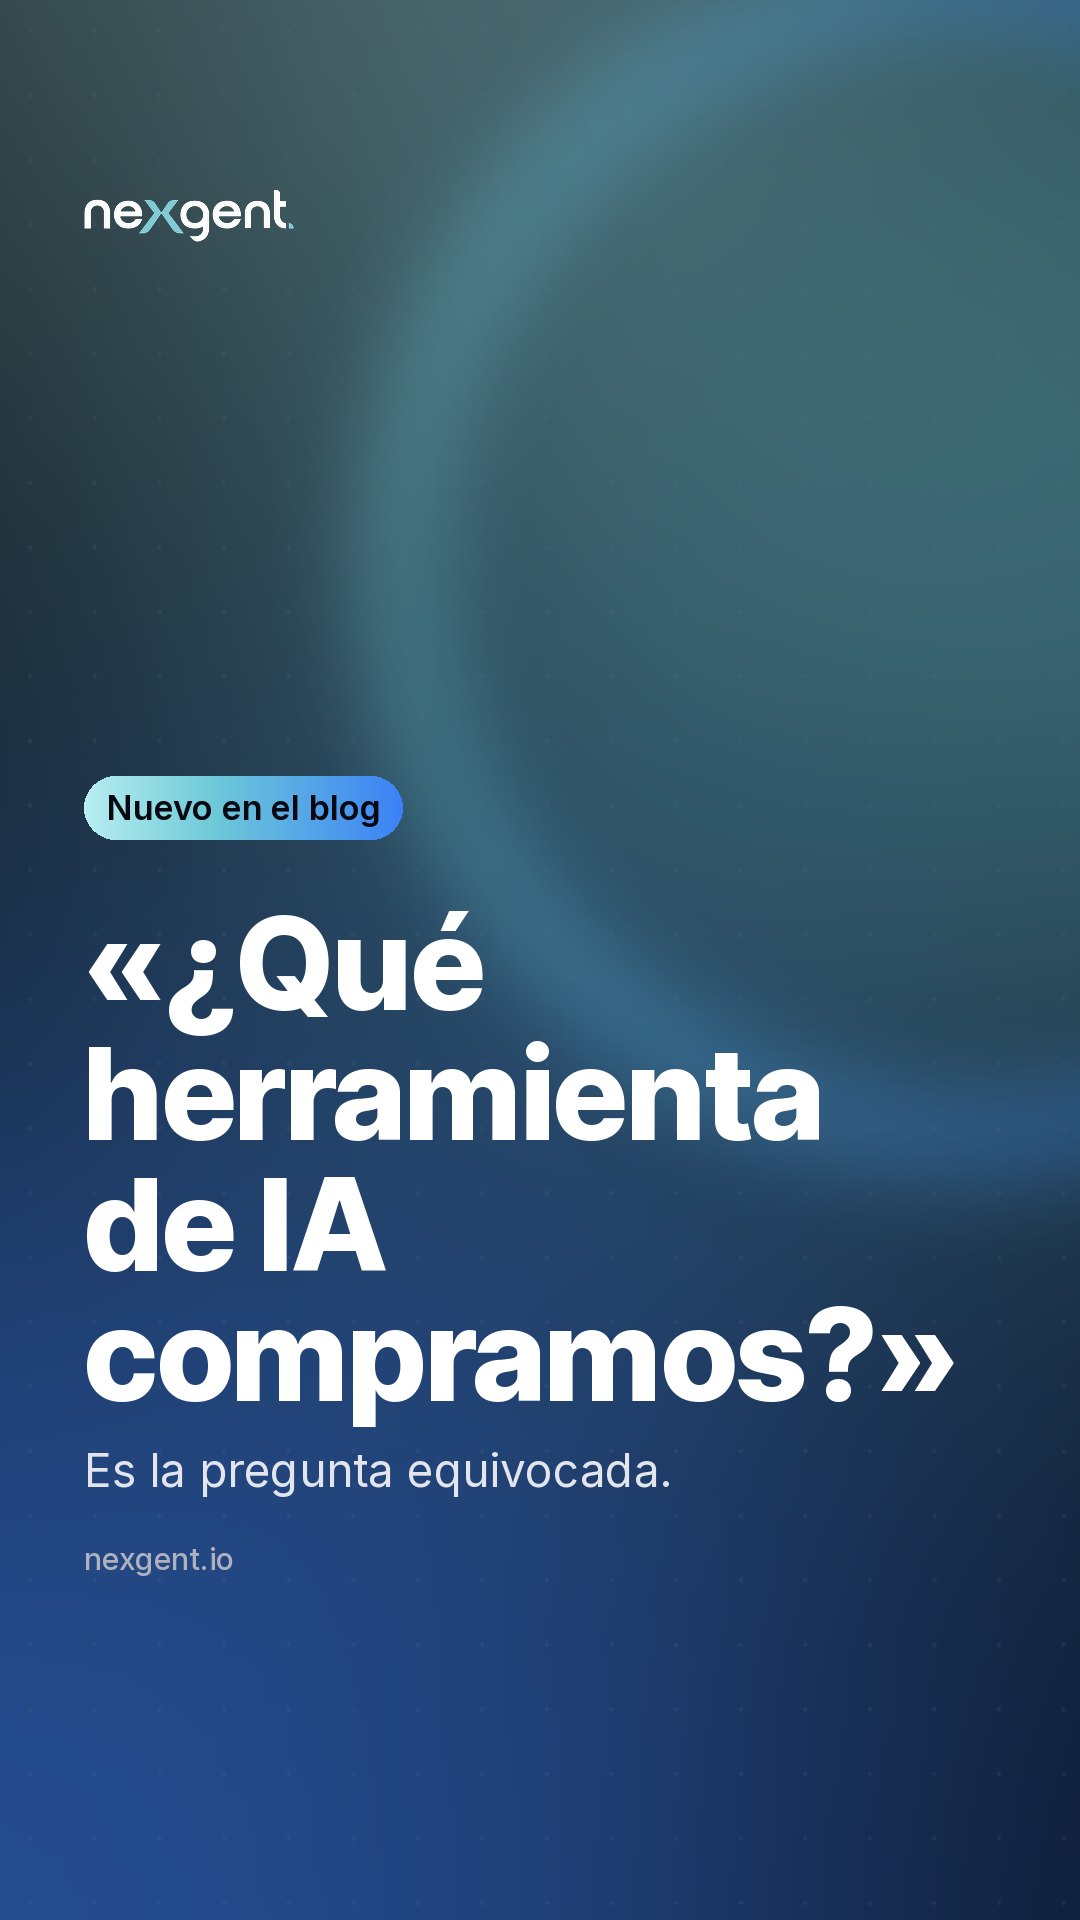 nexgent.
Nuevo en el blog
«¿Qué
herramienta
de IA
compramos?»
Es la pregunta equivocada.
nexgent.io